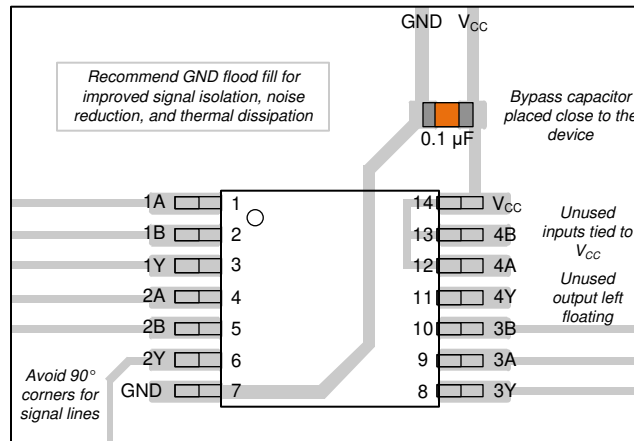 GND VCC
Recommend GND flood fill for
improved signal isolation, noise
reduction, and thermal dissipation
Bypass capacitor
placed close to the
device
0.1 µF
1A 1 14 VCC
1B 2 13 4B
1Y 3 12 4A
2A 4 11 4Y
2B 5 10 3B
2Y 6 9 3A
GND 7 8 3Y
Unused
inputs tied to
VCC
Unused
output left
floating
Avoid 90°
corners for
signal lines